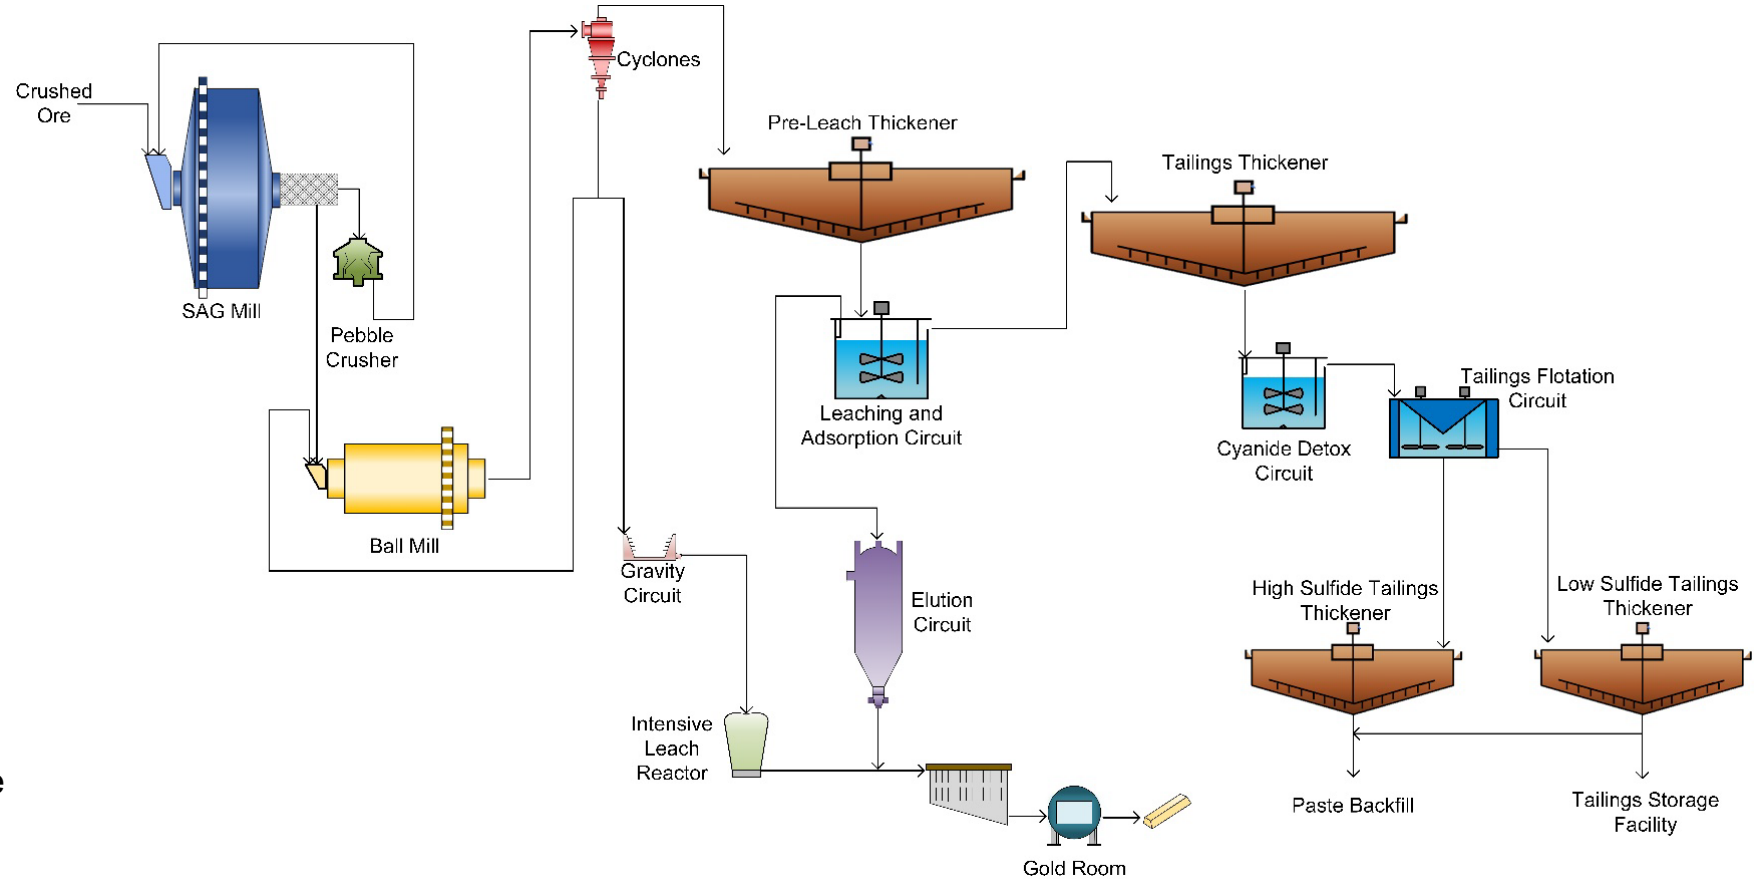 Crushed
Ore
SAG Mill
Pebble
Crusher
Ball Mill
Cyclones
Gravity
Circuit
Intensive
Leach
Reactor
Pre-Leach Thickener
Leaching and
Adsorption Circuit
Elution
Circuit
Gold Room
Tailings Thickener
Cyanide Detox
Circuit
Tailings Flotation
Circuit
High Sulfide Tailings
Thickener
Low Sulfide Tailings
Thickener
Paste Backfill
Tailings Storage
Facility
e